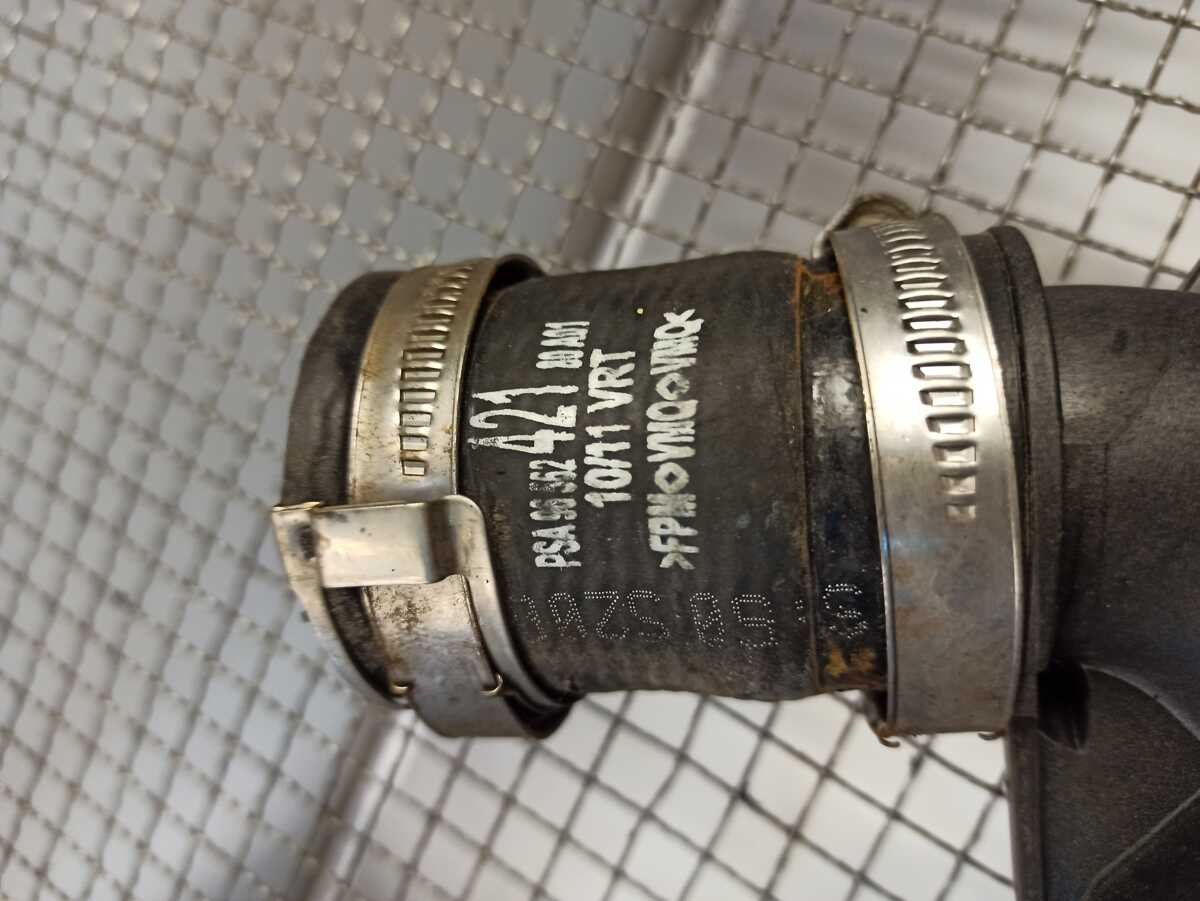 PSA 96 562 421 80 A01
10/11 VRT
>FPM◇VMQ◇VMQ<